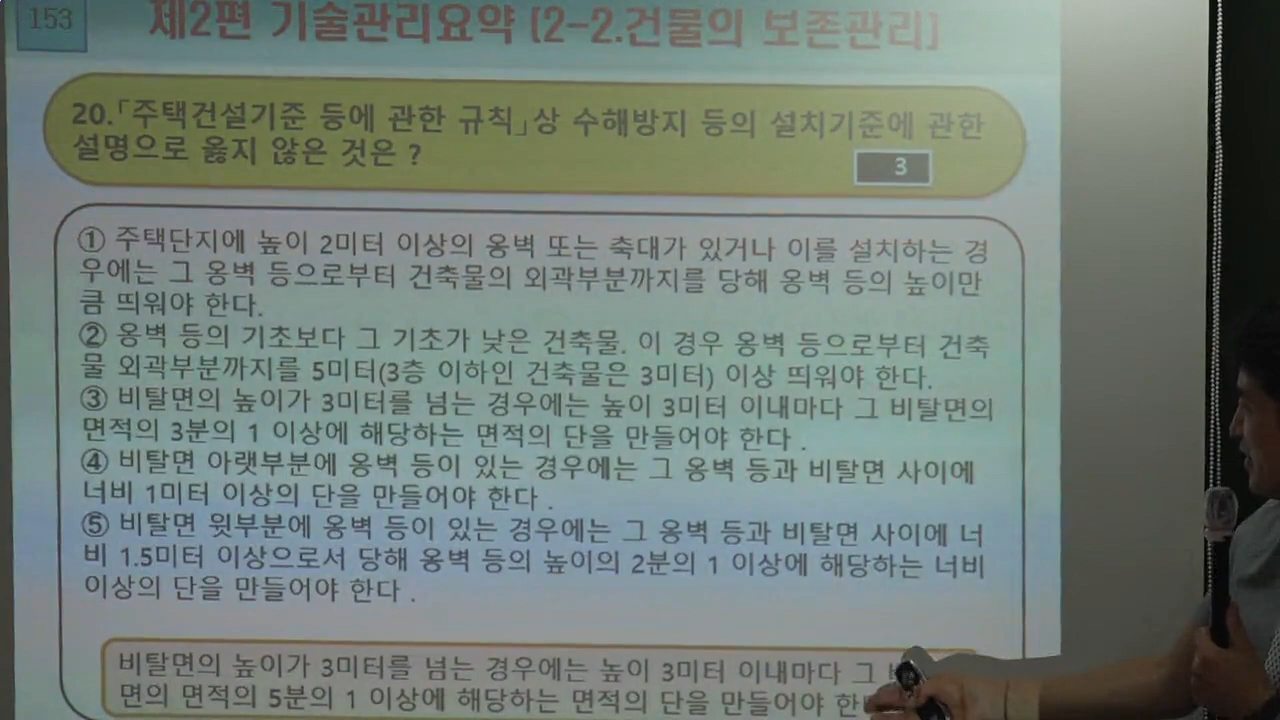 153
제2편 기술관리요약 [2-2.건물의 보존관리]
20.「주택건설기준 등에 관한 규칙」상 수해방지 등의 설치기준에 관한
설명으로 옳지 않은 것은 ?
3
① 주택단지에 높이 2미터 이상의 옹벽 또는 축대가 있거나 이를 설치하는 경
우에는 그 옹벽 등으로부터 건축물의 외곽부분까지를 당해 옹벽 등의 높이만
큼 띄워야 한다.
② 옹벽 등의 기초보다 그 기초가 낮은 건축물. 이 경우 옹벽 등으로부터 건축
물 외곽부분까지를 5미터(3층 이하인 건축물은 3미터) 이상 띄워야 한다.
③ 비탈면의 높이가 3미터를 넘는 경우에는 높이 3미터 이내마다 그 비탈면의
면적의 3분의 1 이상에 해당하는 면적의 단을 만들어야 한다 .
④ 비탈면 아랫부분에 옹벽 등이 있는 경우에는 그 옹벽 등과 비탈면 사이에
너비 1미터 이상의 단을 만들어야 한다 .
⑤ 비탈면 윗부분에 옹벽 등이 있는 경우에는 그 옹벽 등과 비탈면 사이에 너
비 1.5미터 이상으로서 당해 옹벽 등의 높이의 2분의 1 이상에 해당하는 너비
이상의 단을 만들어야 한다 .
비탈면의 높이가 3미터를 넘는 경우에는 높이 3미터 이내마다 그
면의 면적의 5분의 1 이상에 해당하는 면적의 단을 만들어야 한